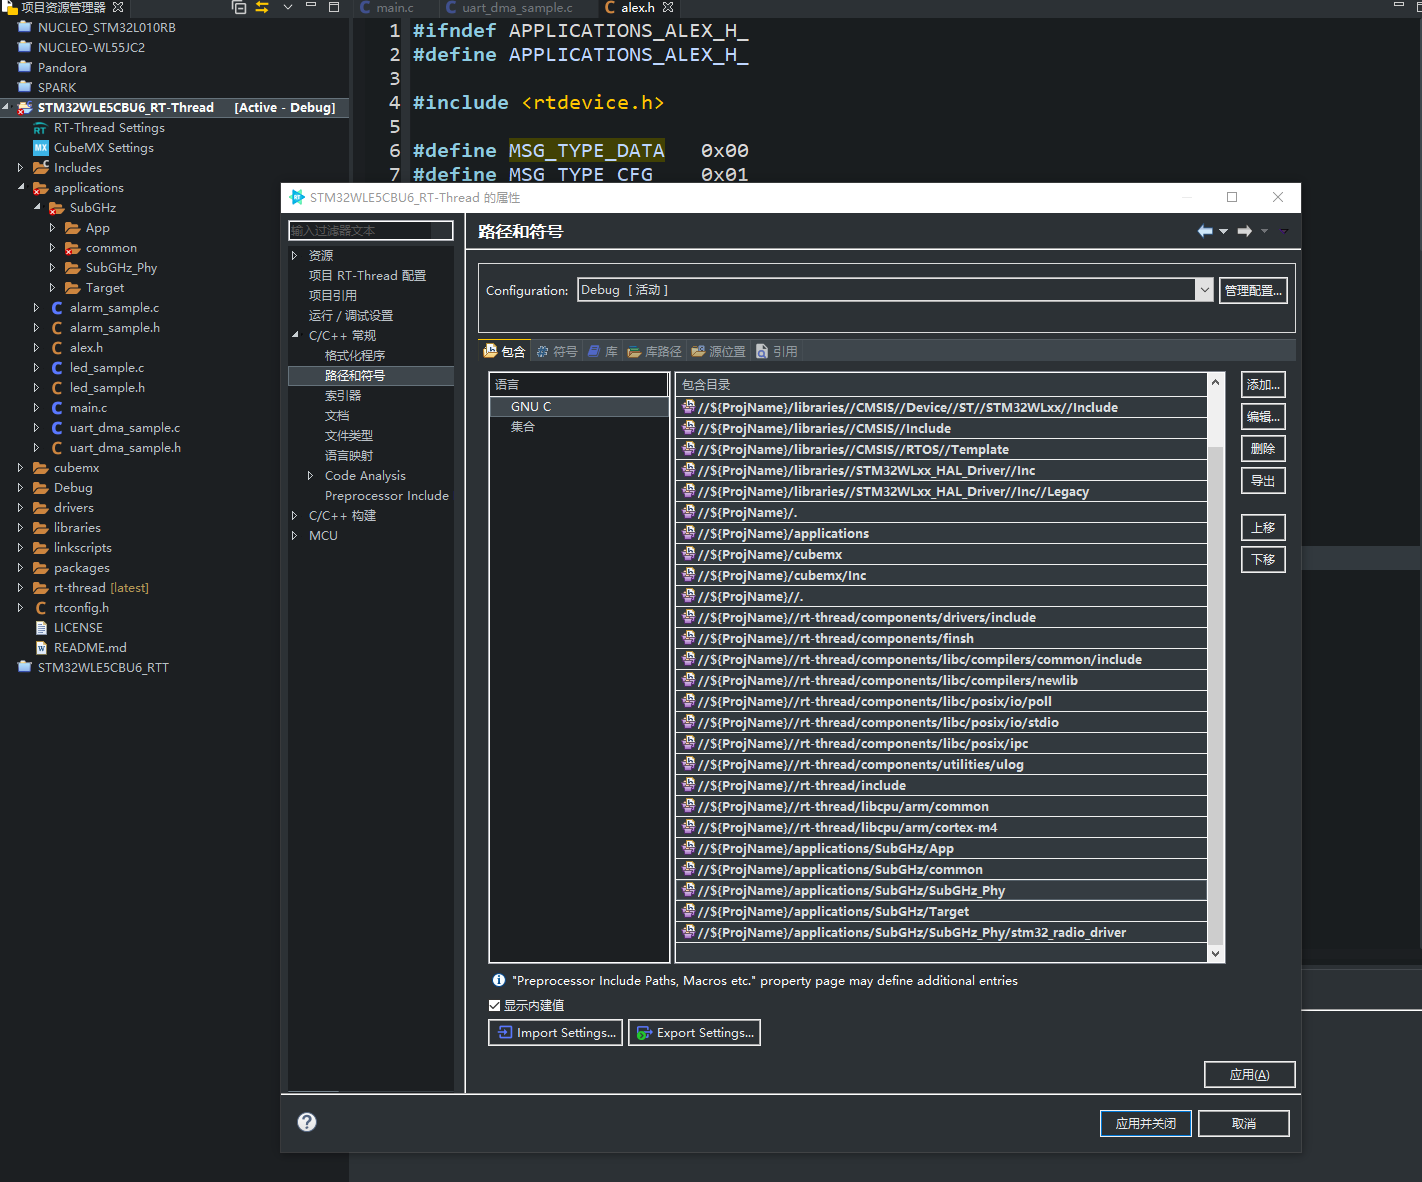 项目资源管理器
NUCLEO_STM32L010RB
NUCLEO-WL55JC2
Pandora
SPARK
STM32WLE5CBU6_RT-Thread [Active - Debug]
RT-Thread Settings
CubeMX Settings
Includes
applications
SubGHz
App
common
SubGHz_Phy
Target
alarm_sample.c
alarm_sample.h
alex.h
led_sample.c
led_sample.h
main.c
uart_dma_sample.c
uart_dma_sample.h
cubemx
Debug
drivers
libraries
linkscripts
packages
rt-thread [latest]
rtconfig.h
LICENSE
README.md
STM32WLE5CBU6_RTT
main.c
uart_dma_sample.c
alex.h
1 #ifndef APPLICATIONS_ALEX_H_
2 #define APPLICATIONS_ALEX_H_
3
4 #include <rtdevice.h>
5
6 #define MSG_TYPE_DATA 0x00
7 #define MSG_TYPE_CFG 0x01
STM32WLE5CBU6_RT-Thread 的属性
输入过滤器文本
资源
项目 RT-Thread 配置
项目引用
运行 / 调试设置
C/C++ 常规
格式化程序
路径和符号
索引器
文档
文件类型
语言映射
Code Analysis
Preprocessor Include
C/C++ 构建
MCU
路径和符号
Configuration: Debug [ 活动 ]
管理配置...
包含
符号
库
库路径
源位置
引用
语言
GNU C
集合
包含目录
//${ProjName}/libraries//CMSIS//Device//ST//STM32WLxx//Include
//${ProjName}/libraries//CMSIS//Include
//${ProjName}/libraries//CMSIS//RTOS//Template
//${ProjName}/libraries//STM32WLxx_HAL_Driver//Inc
//${ProjName}/libraries//STM32WLxx_HAL_Driver//Inc//Legacy
//${ProjName}/.
//${ProjName}/applications
//${ProjName}/cubemx
//${ProjName}/cubemx/Inc
//${ProjName}//.
//${ProjName}//rt-thread/components/drivers/include
//${ProjName}//rt-thread/components/finsh
//${ProjName}//rt-thread/components/libc/compilers/common/include
//${ProjName}//rt-thread/components/libc/compilers/newlib
//${ProjName}//rt-thread/components/libc/posix/io/poll
//${ProjName}//rt-thread/components/libc/posix/io/stdio
//${ProjName}//rt-thread/components/libc/posix/ipc
//${ProjName}//rt-thread/components/utilities/ulog
//${ProjName}//rt-thread/include
//${ProjName}//rt-thread/libcpu/arm/common
//${ProjName}//rt-thread/libcpu/arm/cortex-m4
//${ProjName}/applications/SubGHz/App
//${ProjName}/applications/SubGHz/common
//${ProjName}/applications/SubGHz/SubGHz_Phy
//${ProjName}/applications/SubGHz/Target
//${ProjName}/applications/SubGHz/SubGHz_Phy/stm32_radio_driver
添加...
编辑...
删除
导出
上移
下移
"Preprocessor Include Paths, Macros etc." property page may define additional entries
显示内建值
Import Settings...
Export Settings...
应用(A)
应用并关闭
取消